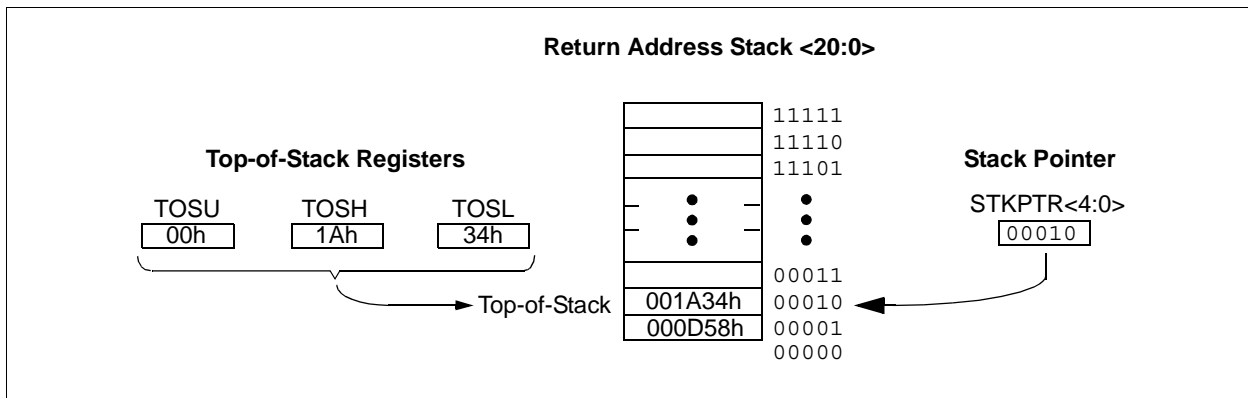 Return Address Stack <20:0>
Top-of-Stack Registers
Stack Pointer
TOSU TOSH TOSL
00h 1Ah 34h
STKPTR<4:0>
00010
11111
11110
11101
00011
Top-of-Stack 001A34h 00010
000D58h 00001
00000